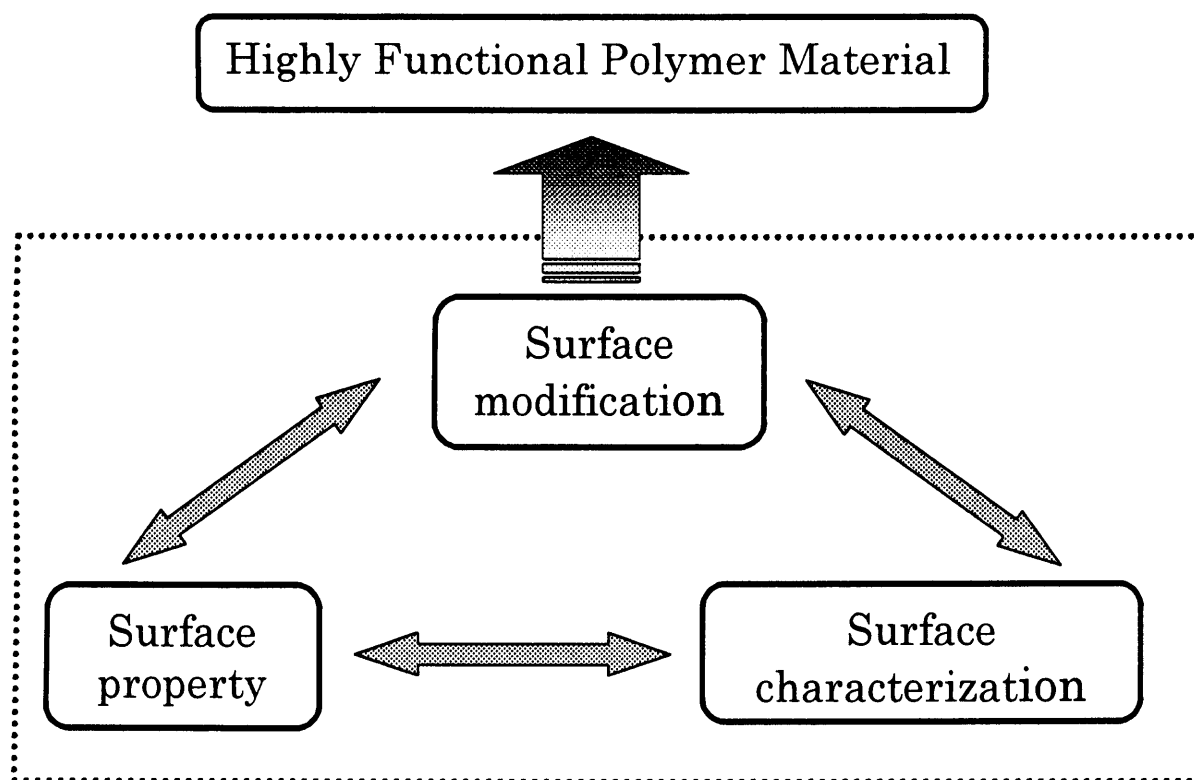 Highly Functional Polymer Material
Surface
modification
Surface
property
Surface
characterization